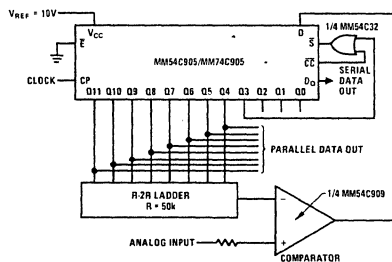 V_REF = 10V
V_CC
D
1/4 MM54C32
E̅
MM54C905/MM74C905
S̅
C̅C̅
CLOCK
CP
D_O
SERIAL
DATA
OUT
Q11 Q10 Q9 Q8 Q7 Q6 Q5 Q4 Q3 Q2 Q1 Q0
PARALLEL DATA OUT
R-2R LADDER
R = 50k
1/4 MM54C909
−
+
ANALOG INPUT
COMPARATOR